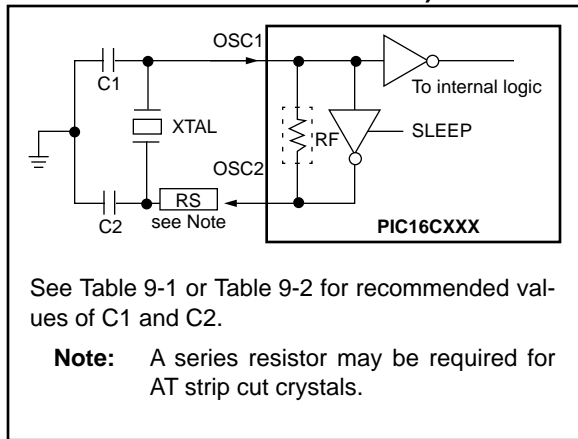 OSC1
C1
To internal logic
XTAL
RF
SLEEP
OSC2
RS
C2
see Note
PIC16CXXX
See Table 9-1 or Table 9-2 for recommended val-
ues of C1 and C2.
Note: A series resistor may be required for
AT strip cut crystals.